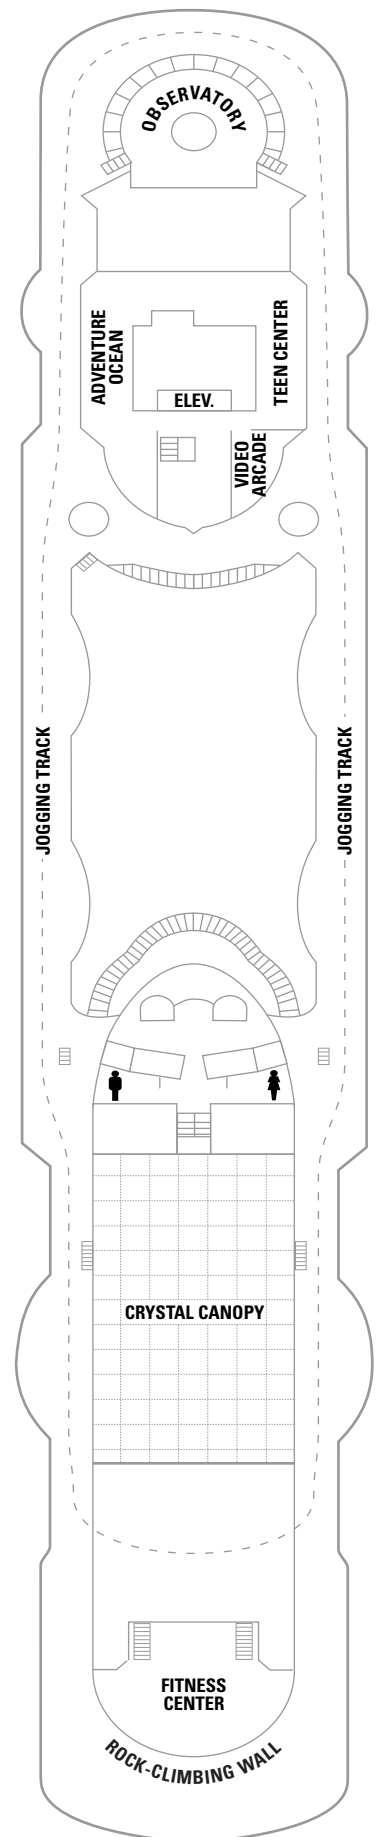 OBSERVATORY
ADVENTURE
OCEAN
TEEN CENTER
ELEV.
VIDEO
ARCADE
JOGGING TRACK
JOGGING TRACK
CRYSTAL CANOPY
FITNESS
CENTER
ROCK-CLIMBING WALL